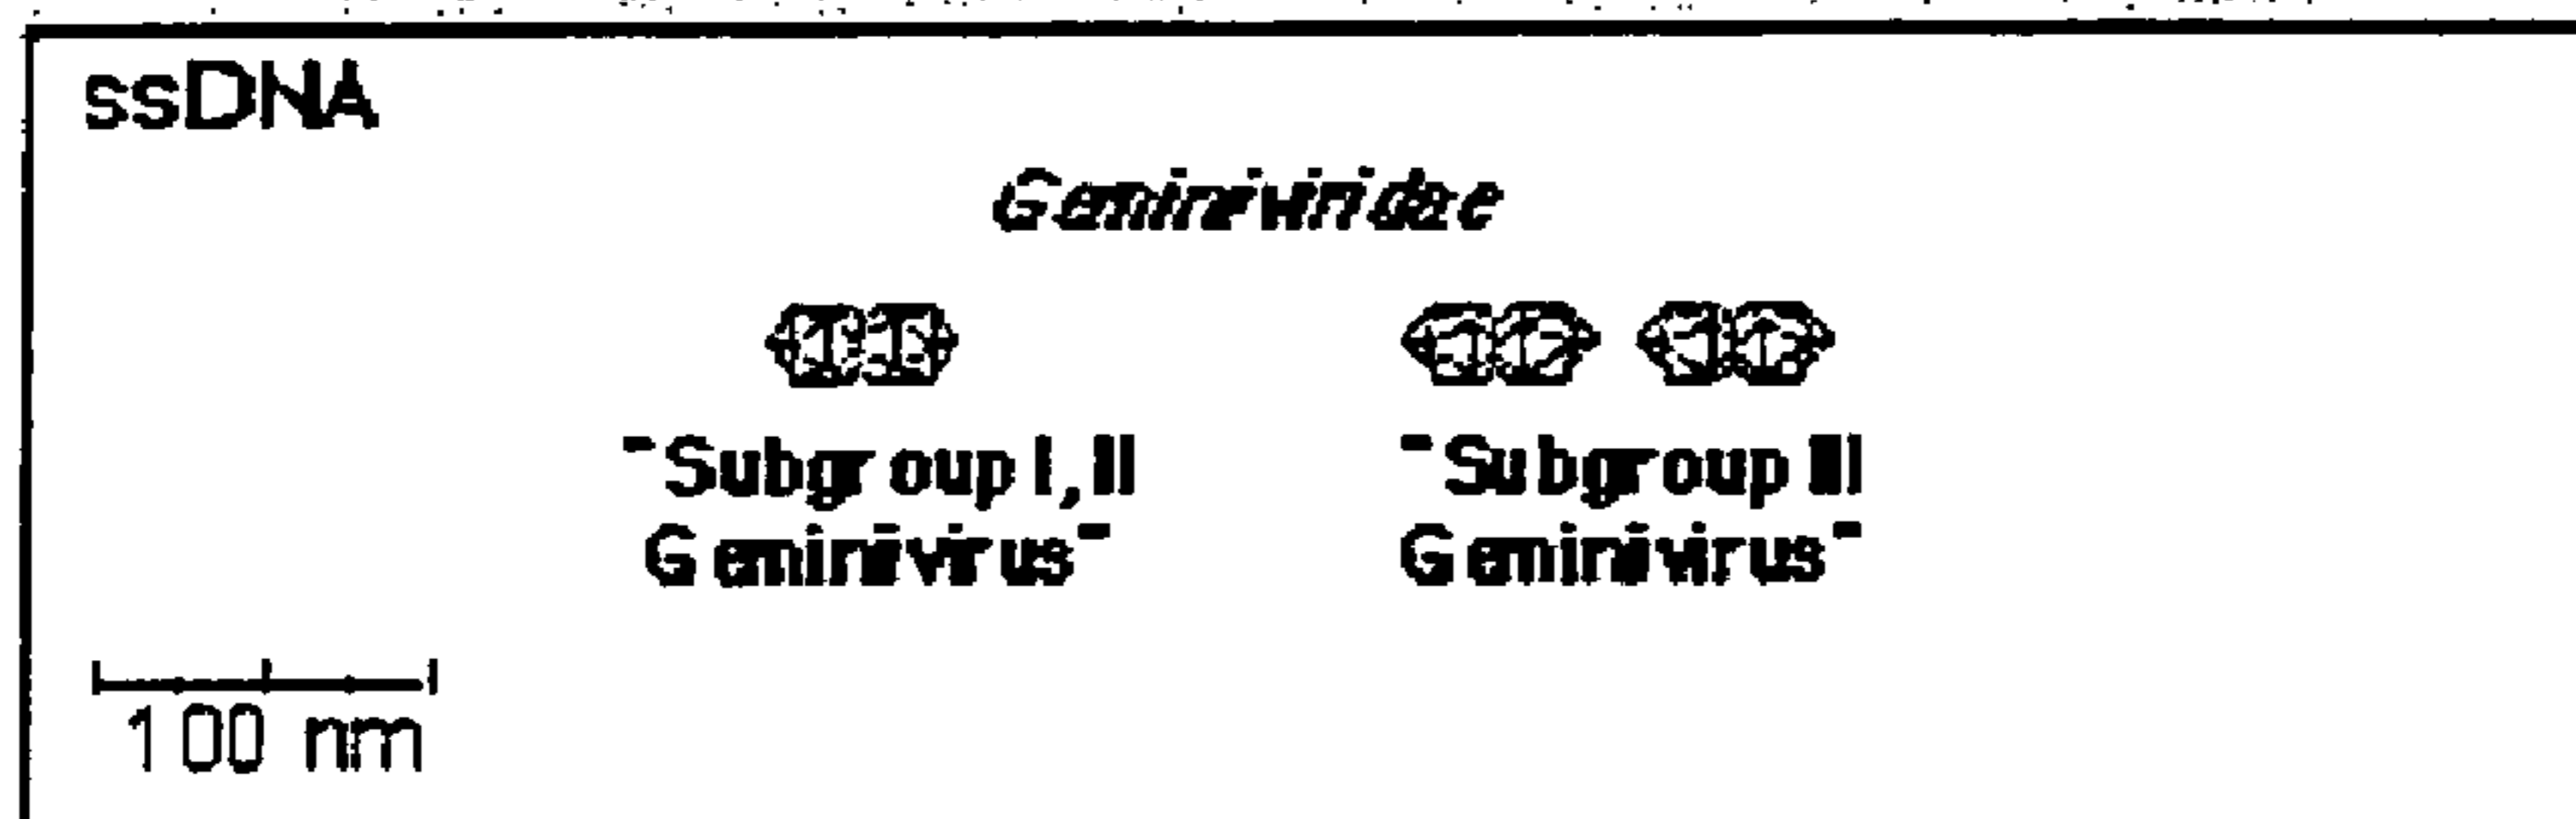 ssDNA
Geminiviridae
"Subgroup I, II
Geminivirus"
"Subgroup III
Geminivirus"
100 nm